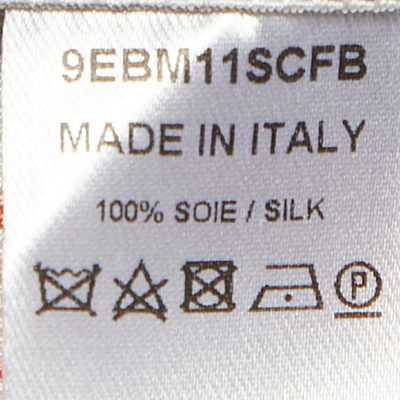 9EBM11SCFB
MADE IN ITALY
100% SOIE / SILK
P